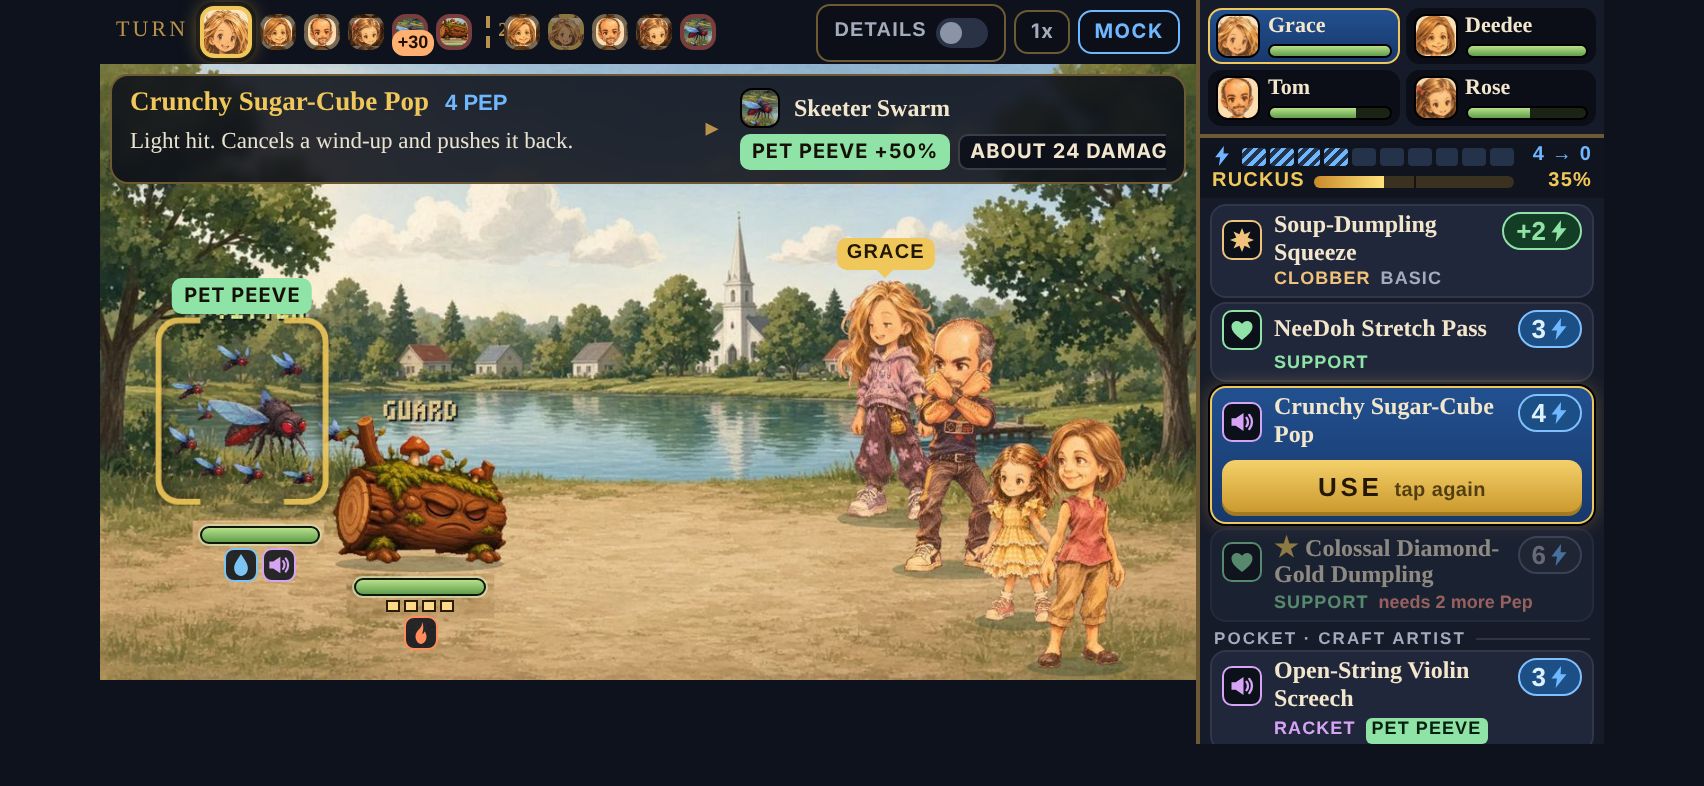 TURN
+30
2
DETAILS
1x
MOCK
Crunchy Sugar-Cube Pop 4 PEP
Light hit. Cancels a wind-up and pushes it back.
Skeeter Swarm
PET PEEVE +50%
ABOUT 24 DAMAG
PET PEEVE
GRACE
GUARD
Grace
Deedee
Tom
Rose
4 → 0
RUCKUS 35%
Soup-Dumpling
Squeeze
+2
CLOBBER BASIC
NeeDoh Stretch Pass
3
SUPPORT
Crunchy Sugar-Cube
Pop
4
USE tap again
★ Colossal Diamond-
Gold Dumpling
6
SUPPORT needs 2 more Pep
POCKET · CRAFT ARTIST
Open-String Violin
Screech
3
RACKET PET PEEVE